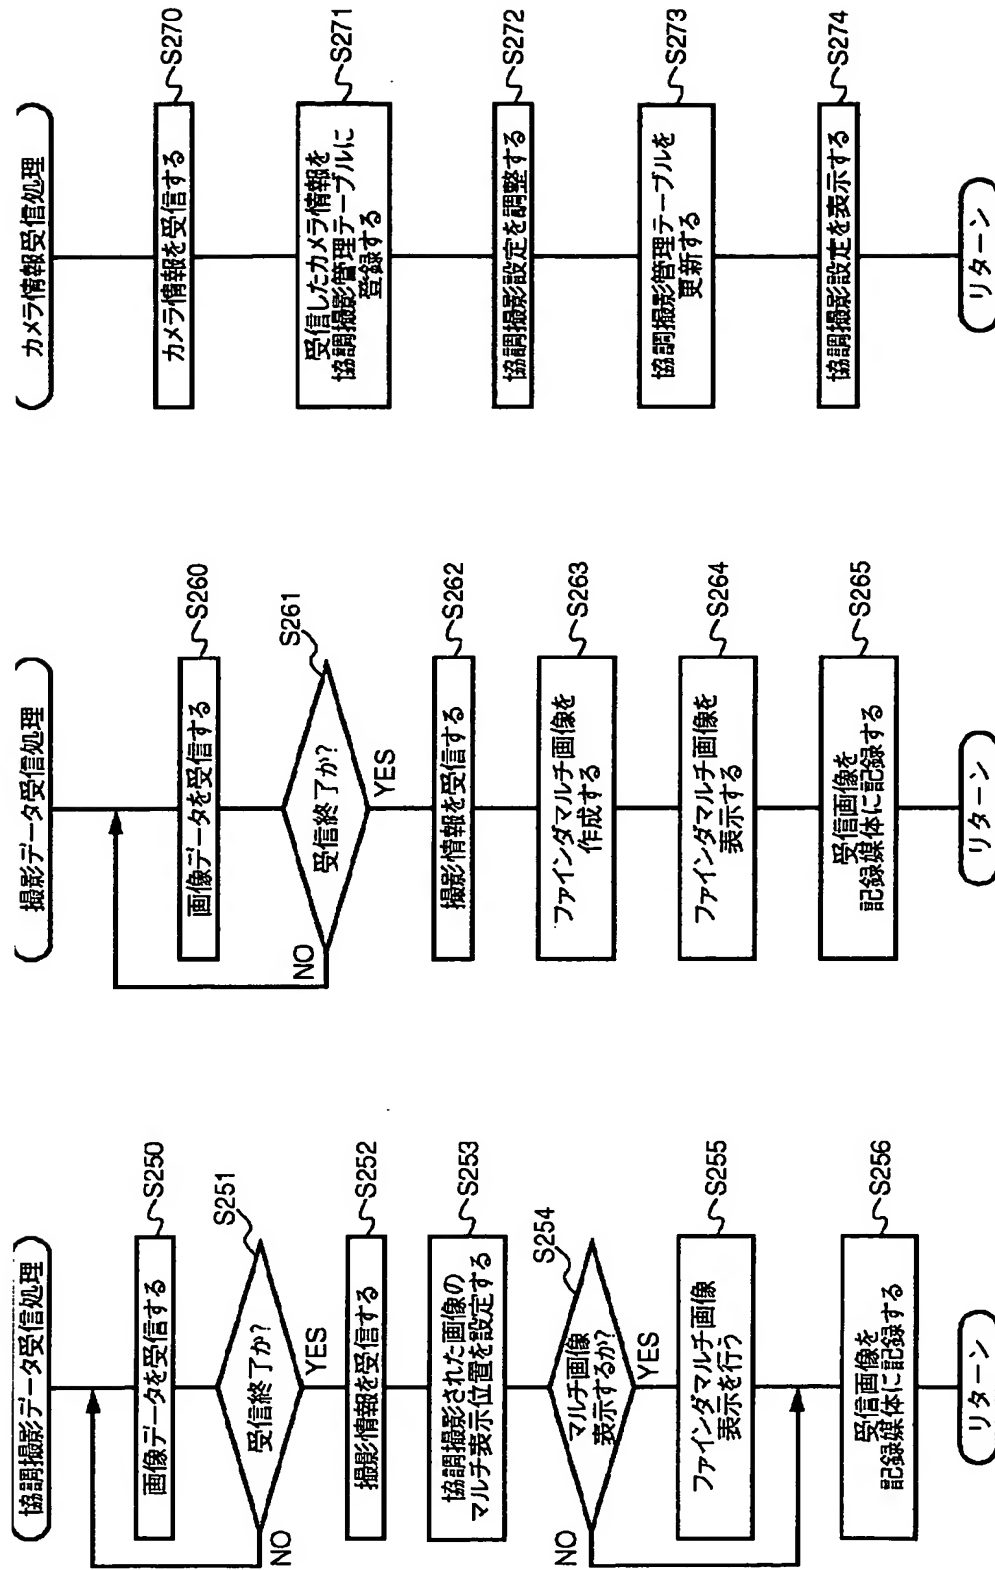 協調撮影データ受信処理
画像データを受信する
S250
受信終了か?
S251
NO
YES
撮影情報を受信する
S252
協調撮影された画像の
マルチ表示位置を設定する
S253
マルチ画像
表示するか?
S254
NO
YES
ファインダマルチ画像
表示を行う
S255
受信画像を
記録媒体に記録する
S256
リターン
撮影データ受信処理
画像データを受信する
S260
受信終了か?
S261
NO
YES
撮影情報を受信する
S262
ファインダマルチ画像を
作成する
S263
ファインダマルチ画像を
表示する
S264
受信画像を
記録媒体に記録する
S265
リターン
カメラ情報受信処理
カメラ情報を受信する
S270
受信したカメラ情報を
協調撮影管理テーブルに
登録する
S271
協調撮影設定を調整する
S272
協調撮影管理テーブルを
更新する
S273
協調撮影設定を表示する
S274
リターン